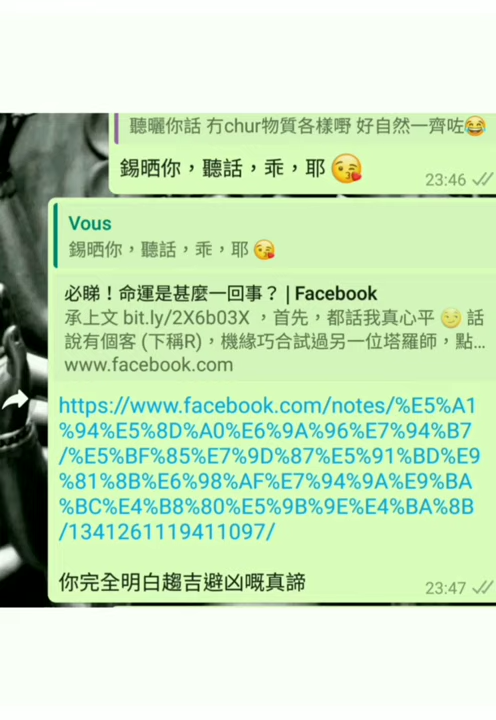 聽曬你話 冇chur物質各樣嘢 好自然一齊咗😂
錫晒你，聽話，乖，耶 😘
23:46
Vous
錫晒你，聽話，乖，耶 😘
必睇！命運是甚麼一回事？ | Facebook
承上文 bit.ly/2X6b03X ，首先，都話我真心平 😏 話
說有個客 (下稱R)，機緣巧合試過另一位塔羅師，點...
www.facebook.com
https://www.facebook.com/notes/%E5%A1
%94%E5%8D%A0%E6%9A%96%E7%94%B7
/%E5%BF%85%E7%9D%87%E5%91%BD%E9
%81%8B%E6%98%AF%E7%94%9A%E9%BA
%BC%E4%B8%80%E5%9B%9E%E4%BA%8B
/1341261119411097/
你完全明白趨吉避凶嘅真諦
23:47